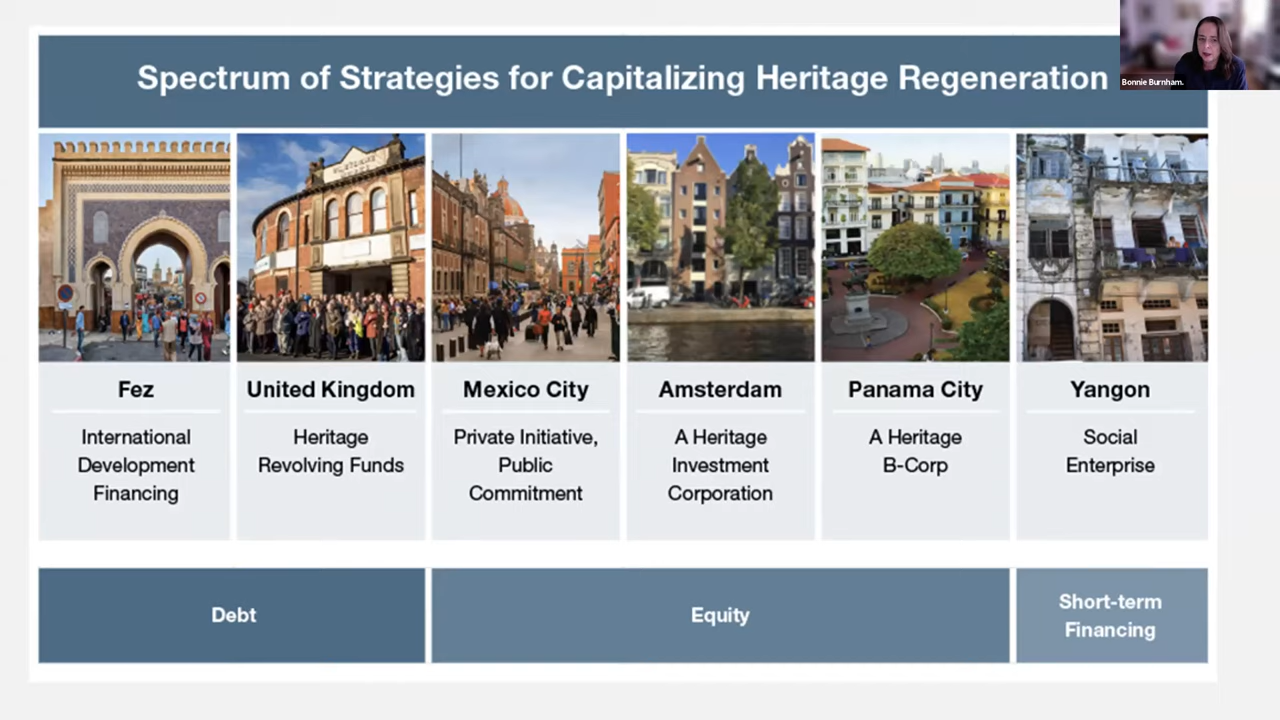 Spectrum of Strategies for Capitalizing Heritage Regeneration
Bonnie Burnham.
Fez
International
Development
Financing
United Kingdom
Heritage
Revolving Funds
Mexico City
Private Initiative,
Public
Commitment
Amsterdam
A Heritage
Investment
Corporation
Panama City
A Heritage
B-Corp
Yangon
Social
Enterprise
Debt
Equity
Short-term
Financing